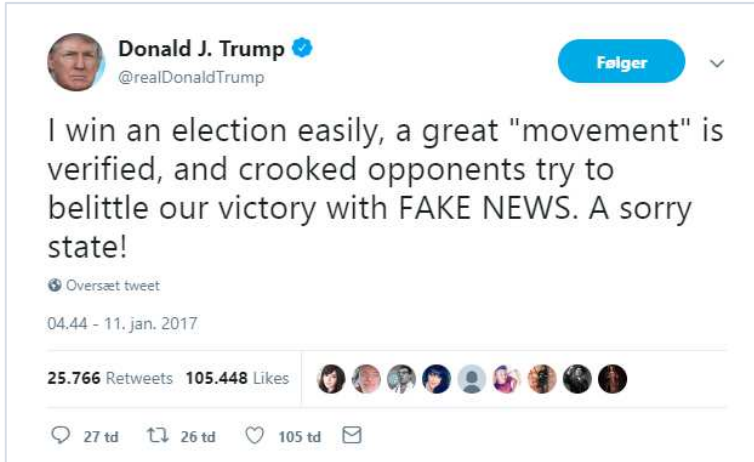 Donald J. Trump
@realDonaldTrump
Følger
I win an election easily, a great "movement" is
verified, and crooked opponents try to
belittle our victory with FAKE NEWS. A sorry
state!
Oversæt tweet
04.44 - 11. jan. 2017
25.766 Retweets 105.448 Likes
27 td 26 td 105 td